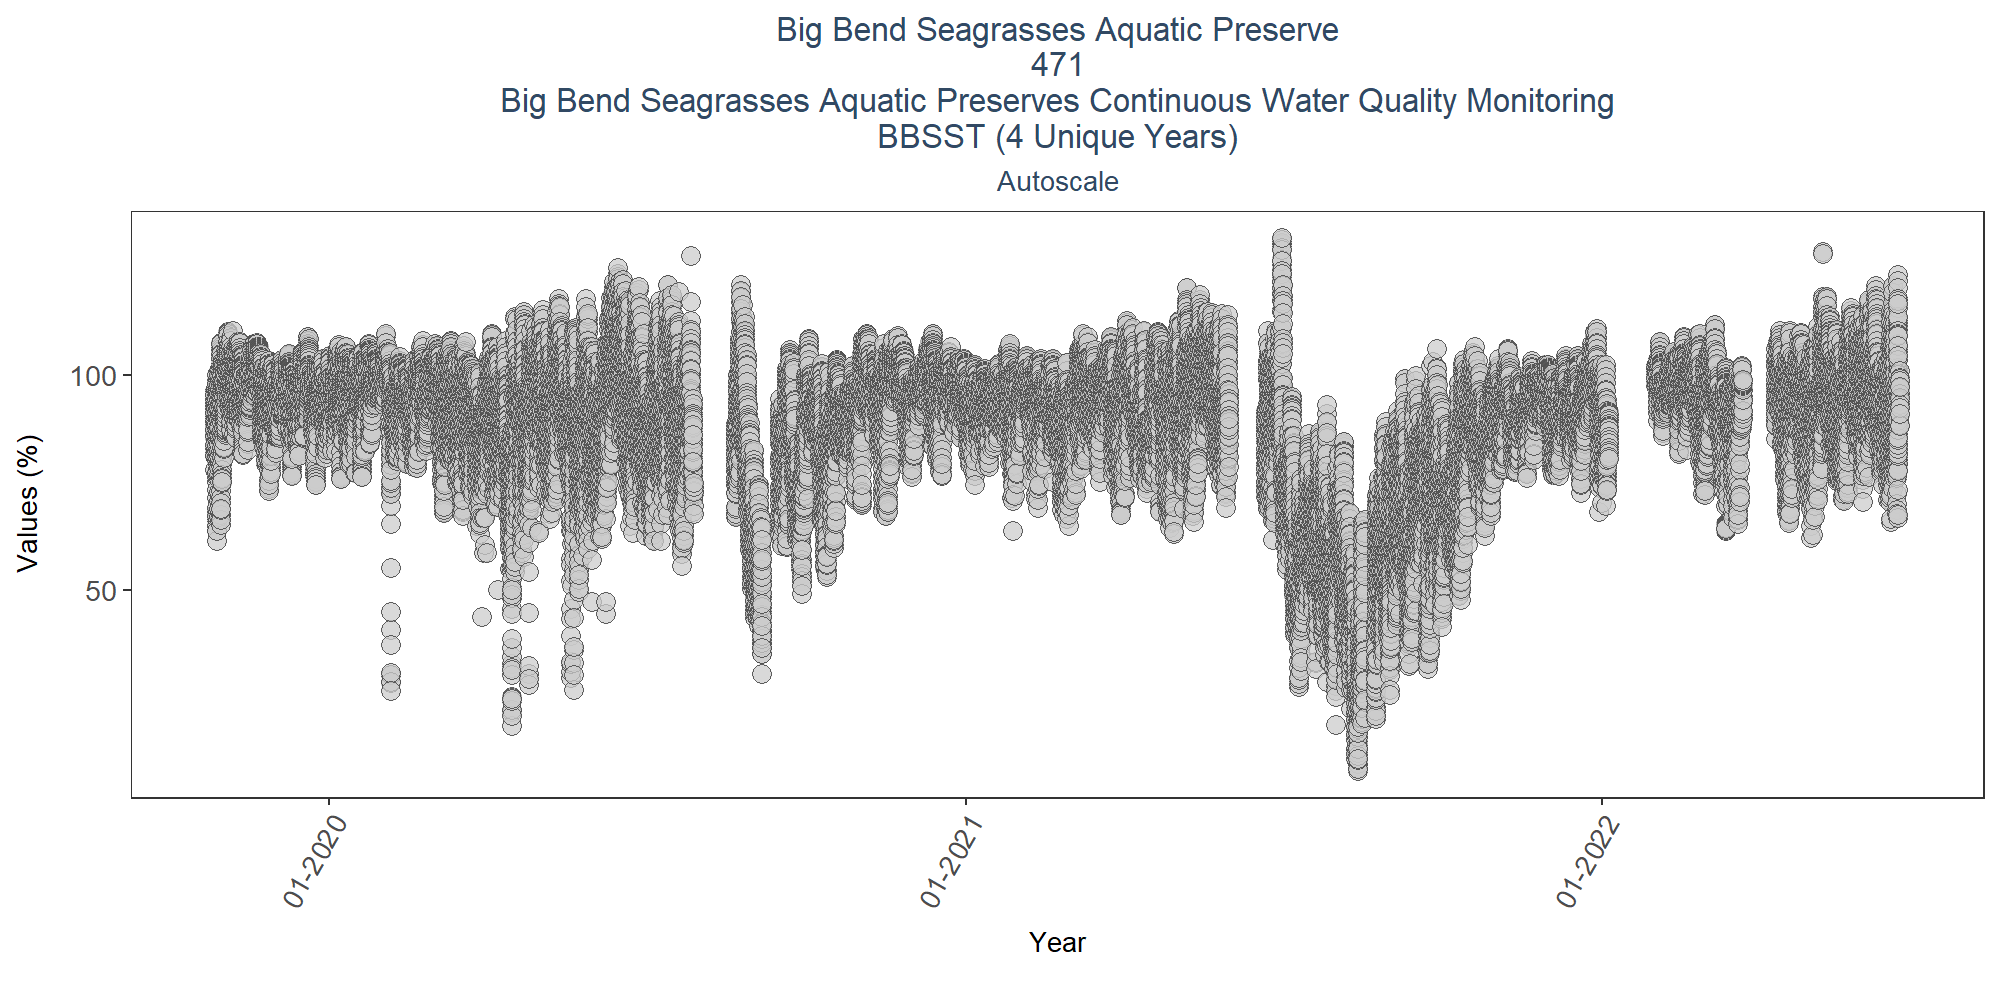 Big Bend Seagrasses Aquatic Preserve
471
Big Bend Seagrasses Aquatic Preserves Continuous Water Quality Monitoring
BBSST (4 Unique Years)
Autoscale
Values (%)
100
50
01-2020
01-2021
01-2022
Year